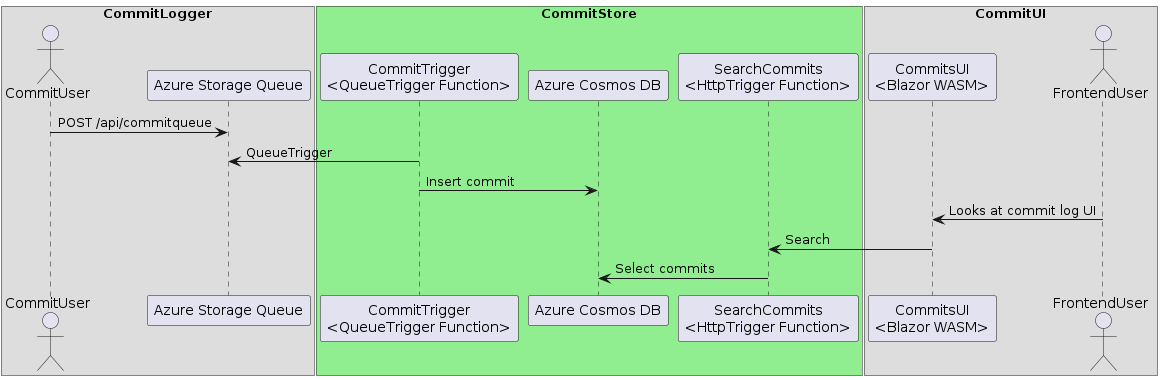 CommitLogger
CommitStore
CommitUI
CommitUser
Azure Storage Queue
CommitTrigger
<QueueTrigger Function>
Azure Cosmos DB
SearchCommits
<HttpTrigger Function>
CommitsUI
<Blazor WASM>
FrontendUser
POST /api/commitqueue
QueueTrigger
Insert commit
Looks at commit log UI
Search
Select commits
CommitUser
Azure Storage Queue
CommitTrigger
<QueueTrigger Function>
Azure Cosmos DB
SearchCommits
<HttpTrigger Function>
CommitsUI
<Blazor WASM>
FrontendUser